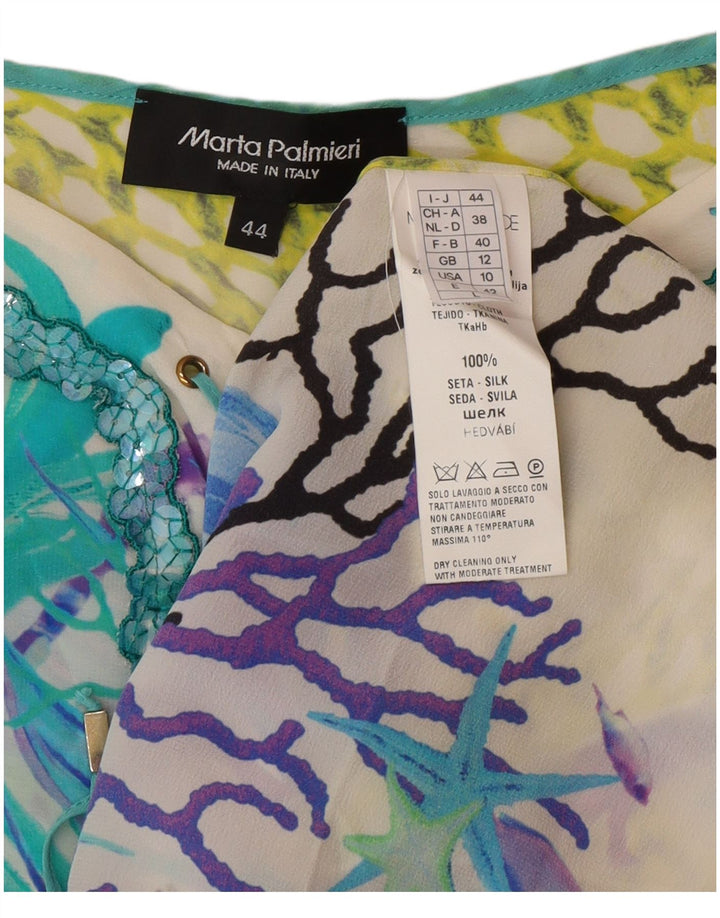 Marta Palmieri
MADE IN ITALY
44
I - J 44
CH - A
NL - D 38
F - B 40
GB 12
USA 10
E
TEJIDO - TKANINA
TKaHb
100%
SETA - SILK
SEDA - SVILA
шелк
HEDVÁBÍ
P
SOLO LAVAGGIO A SECCO CON
TRATTAMENTO MODERATO
NON CANDEGGIARE
STIRARE A TEMPERATURA
MASSIMA 110°
DRY CLEANING ONLY
WITH MODERATE TREATMENT